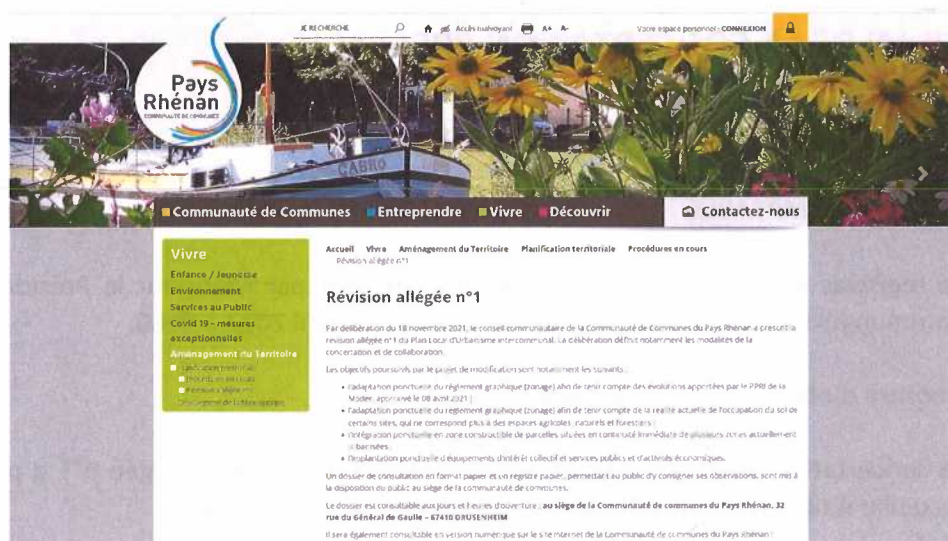 JE RECHERCHE
Accès malvoyant A+ A-
Votre espace personnel : CONNEXION
Pays
Rhénan
COMMUNAUTÉ DE COMMUNES
CABRO
Communauté de Communes Entreprendre Vivre Découvrir Contactez-nous
Vivre
Enfance / Jeunesse
Environnement
Services au Public
Covid 19 - mesures
exceptionnelles
Aménagement du Territoire
Accueil Vivre Aménagement du Territoire Planification territoriale Procédures en cours
Révision allégée n°1
Révision allégée n°1
Par délibération du 18 novembre 2021, le conseil communautaire de la Communauté de Communes du Pays Rhénan a prescrit la
révision allégée n°1 du Plan Local d'Urbanisme intercommunal. La délibération définit notamment les modalités de la
concertation et de collaboration.
Les objectifs poursuivis par le projet de modification sont notamment les suivants :
• l'adaptation ponctuelle du règlement graphique (zonage) afin de tenir compte des évolutions apportées par le PPRI de la
Moder, approuvé le 08 avril 2021 ;
• l'adaptation ponctuelle du règlement graphique (zonage) afin de tenir compte de la réalité actuelle de l'occupation du sol de
certains sites, qui ne correspond plus à des espaces agricoles, naturels et forestiers ;
• l'intégration ponctuelle en zone constructible de parcelles situées en continuité immédiate de plusieurs zones actuellement
urbanisées ;
• l'implantation ponctuelle d'équipements d'intérêt collectif et services publics et d'activités économiques.
Un dossier de consultation en format papier et un registre papier, permettant au public d'y consigner ses observations, sont mis à
la disposition du public au siège de la communauté de communes.
Le dossier est consultable aux jours et heures d'ouverture : au siège de la Communauté de communes du Pays Rhénan, 32
rue du Général de Gaulle – 67410 DRUSENHEIM
Il sera également consultable en version numérique sur le site internet de la Communauté de communes du Pays Rhénan :